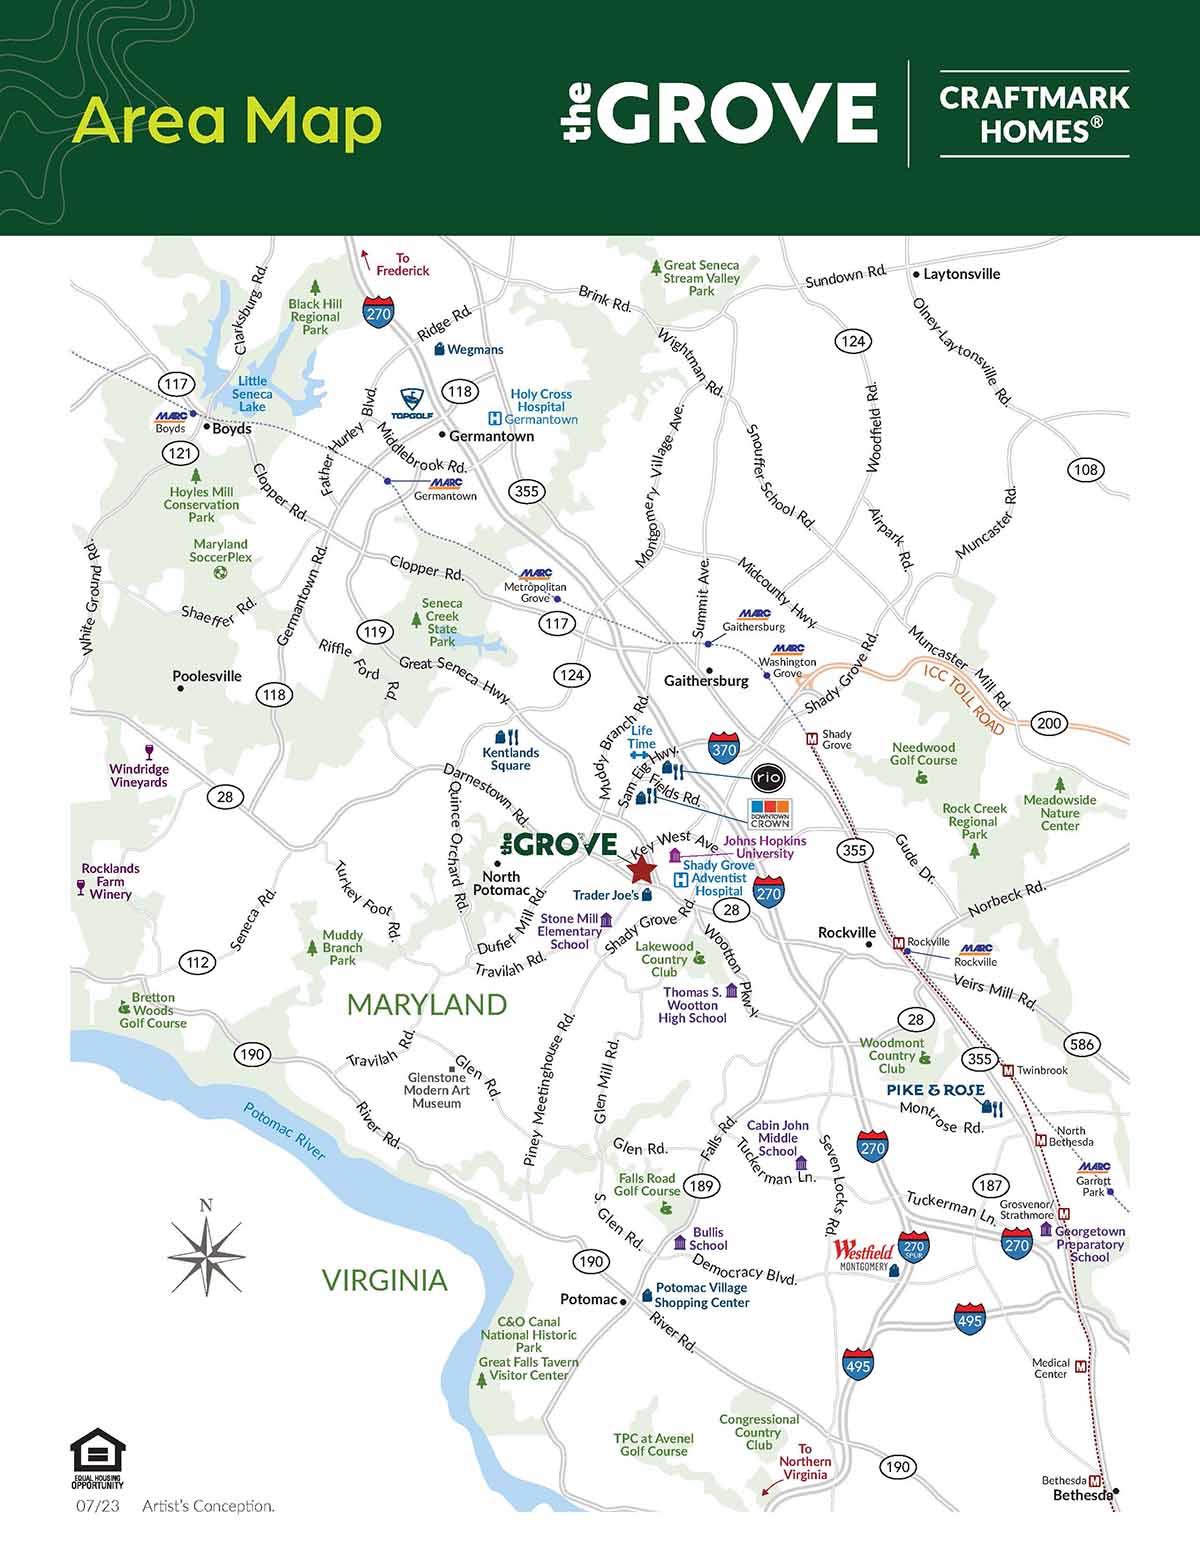 Area Map
the GROVE
CRAFTMARK
HOMES®
To
Frederick
270
Clarksburg Rd.
Black Hill
Regional
Park
Ridge Rd.
Wegmans
Brink Rd.
Great Seneca
Stream Valley
Park
Sundown Rd.
Laytonsville
Olney-Laytonsville Rd.
124
Wightman Rd.
117
Little
Seneca
Lake
TOPGOLF
118
Holy Cross
Hospital
H Germantown
MARC
Boyds
Boyds
Father Hurley Blvd.
Middlebrook Rd.
Germantown
Montgomery Village Ave.
Snouffer School Rd.
Woodfield Rd.
108
121
Hoyles Mill
Conservation
Park
Clopper Rd.
MARC
Germantown
355
Airpark Rd.
Muncaster Rd.
Maryland
SoccerPlex
White Ground Rd.
Shaeffer Rd.
Germantown Rd.
Clopper Rd.
MARC
Metropolitan
Grove
Midcounty Hwy.
Summit Ave.
Seneca
Creek
State
Park
119
117
MARC
Gaithersburg
Muncaster Mill Rd.
Riffle Ford Rd.
Great Seneca Hwy.
124
MARC
Washington
Grove
Shady Grove Rd.
ICC TOLL ROAD
200
Poolesville
118
Gaithersburg
Muddy Branch Rd.
Life
Time
370
M Shady
Grove
Needwood
Golf Course
Kentlands
Square
Windridge
Vineyards
28
Darnestown Rd.
Sam Eig Hwy.
rio
Fields Rd.
DOWNTOWN
CROWN
Quince Orchard Rd.
Rock Creek
Regional
Park
Meadowside
Nature
Center
the GROVE
Key West Ave
Johns Hopkins
University
355
Gude Dr.
Rocklands
Farm
Winery
Turkey Foot Rd.
North
Potomac
Shady Grove
H Adventist
Hospital
270
Trader Joe's
28
Norbeck Rd.
Seneca Rd.
Dufief Mill Rd.
Stone Mill
Elementary
School
Shady Grove Rd.
Wootton Pkwy.
Rockville
M Rockville
MARC
Rockville
Muddy
Branch
Park
112
Travilah Rd.
Lakewood
Country
Club
Veirs Mill Rd.
Bretton
Woods
Golf Course
MARYLAND
Thomas S.
Wootton
High School
28
586
190
Travilah Rd.
Glen Rd.
Glenstone
Modern Art
Museum
Piney Meetinghouse Rd.
Glen Mill Rd.
Woodmont
Country
Club
355
M Twinbrook
PIKE & ROSE
Montrose Rd.
Potomac River
River Rd.
Glen Rd.
Falls Rd.
Cabin John
Middle
School
Tuckerman Ln.
Seven Locks Rd.
270
North
M Bethesda
MARC
Garrett
Park
Falls Road
Golf Course
189
187
Grosvenor/
Strathmore M
Tuckerman Ln.
N
S. Glen Rd.
Bullis
School
Westfield
MONTGOMERY
270
SPUR
270
Georgetown
Preparatory
School
VIRGINIA
190
Democracy Blvd.
Potomac
Potomac Village
Shopping Center
River Rd.
495
C&O Canal
National Historic
Park
Great Falls Tavern
Visitor Center
495
Medical
Center M
TPC at Avenel
Golf Course
Congressional
Country
Club
To
Northern
Virginia
190
Bethesda M
Bethesda
EQUAL HOUSING
OPPORTUNITY
07/23 Artist's Conception.